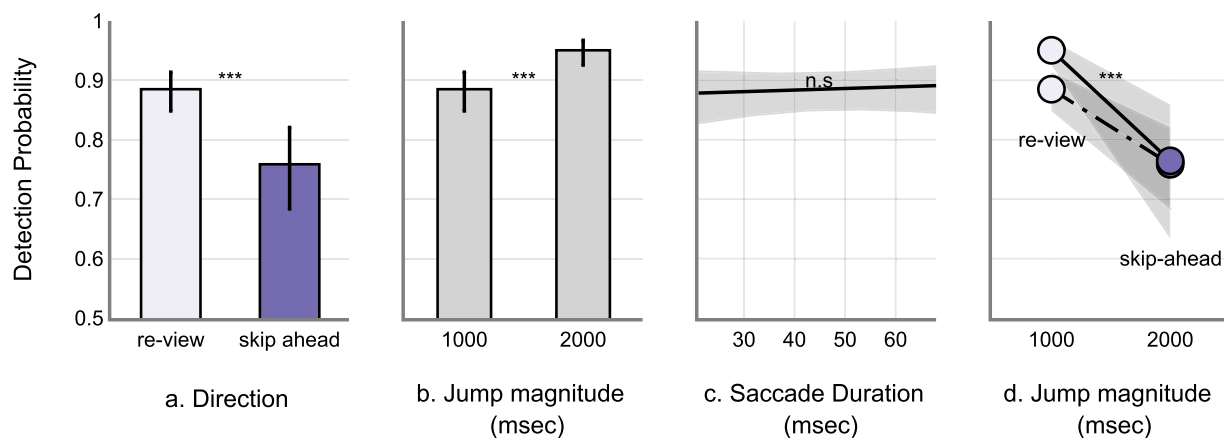 Detection Probability
1
0.9
0.8
0.7
0.6
0.5
***
re-view
skip ahead
a. Direction
***
1000
2000
b. Jump magnitude
(msec)
n.s
30
40
50
60
c. Saccade Duration
(msec)
***
re-view
skip-ahead
1000
2000
d. Jump magnitude
(msec)